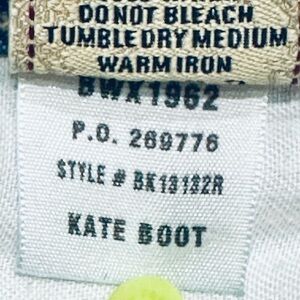 DO NOT BLEACH
TUMBLE DRY MEDIUM
WARM IRON
BWX1962
P.O. 269776
STYLE # BK13132R
KATE BOOT